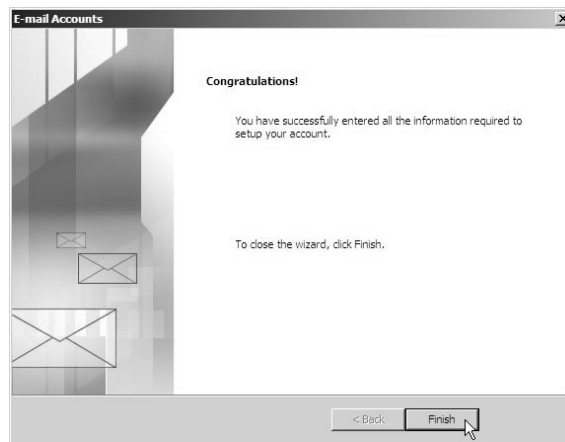 E-mail Accounts
Congratulations!
You have successfully entered all the information required to
setup your account.
To close the wizard, click Finish.
< Back
Finish